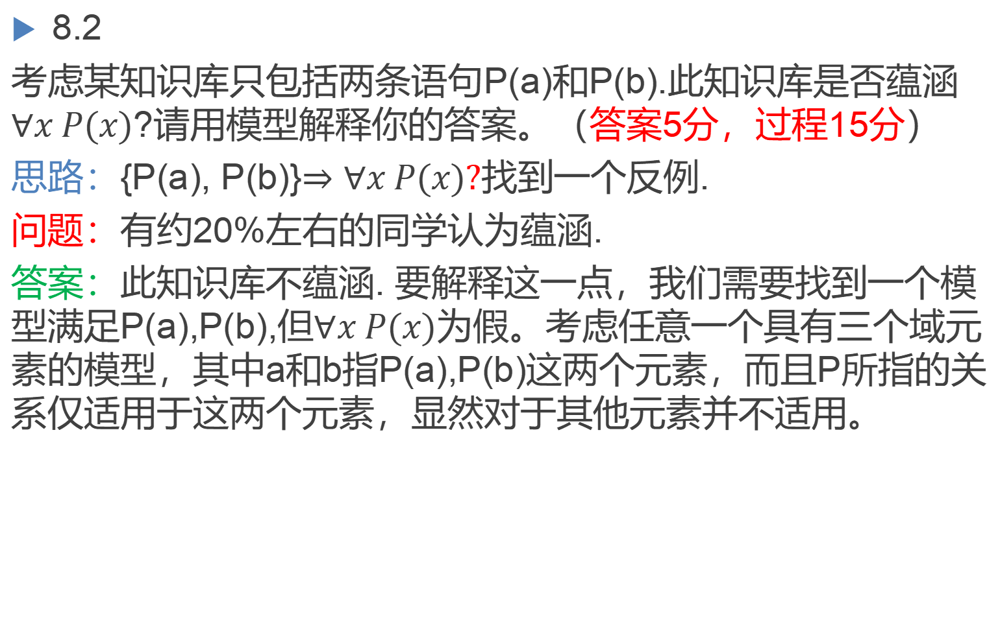 8.2
考虑某知识库只包括两条语句P(a)和P(b).此知识库是否蕴涵
∀x P(x)?请用模型解释你的答案。（答案5分，过程15分）
思路：{P(a), P(b)}⇒ ∀x P(x)?找到一个反例.
问题：有约20%左右的同学认为蕴涵.
答案：此知识库不蕴涵. 要解释这一点，我们需要找到一个模
型满足P(a),P(b),但∀x P(x)为假。考虑任意一个具有三个域元
素的模型，其中a和b指P(a),P(b)这两个元素，而且P所指的关
系仅适用于这两个元素，显然对于其他元素并不适用。